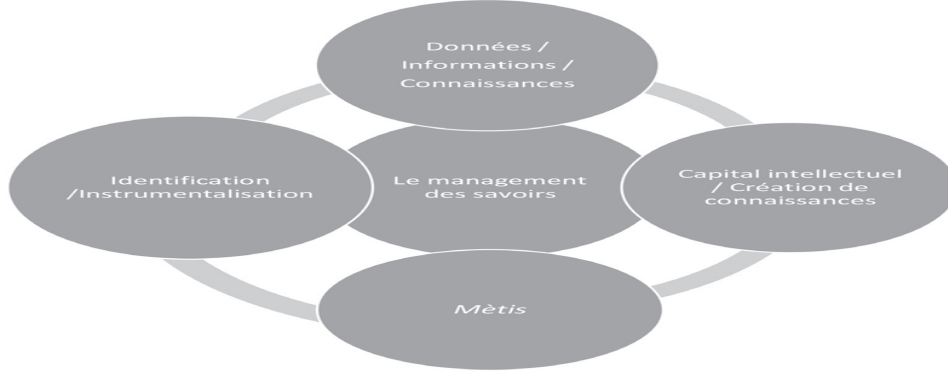 Données /
Informations /
Connaissances
Identification
/Instrumentalisation
Le management
des savoirs
Capital intellectuel
/ Création de
connaissances
Mètis